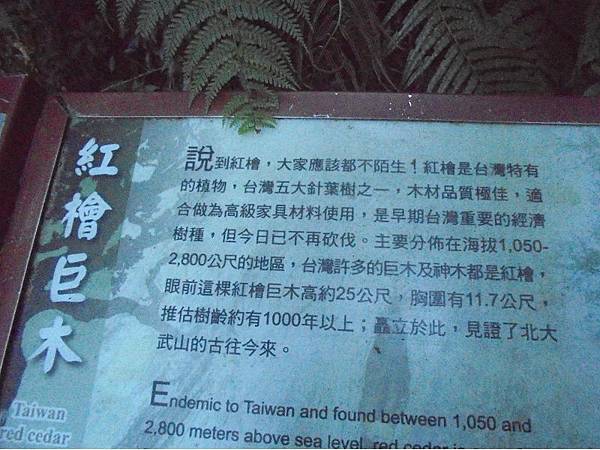 紅檜巨木
Taiwan
red cedar
說到紅檜，大家應該都不陌生！紅檜是台灣特有
的植物，台灣五大針葉樹之一，木材品質極佳，適
合做為高級家具材料使用，是早期台灣重要的經濟
樹種，但今日已不再砍伐。主要分佈在海拔1,050-
2,800公尺的地區，台灣許多的巨木及神木都是紅檜，
眼前這棵紅檜巨木高約25公尺，胸圍有11.7公尺，
推估樹齡約有1000年以上；矗立於此，見證了北大
武山的古往今來。
Endemic to Taiwan and found between 1,050 and
2,800 meters above sea level, red cedar is